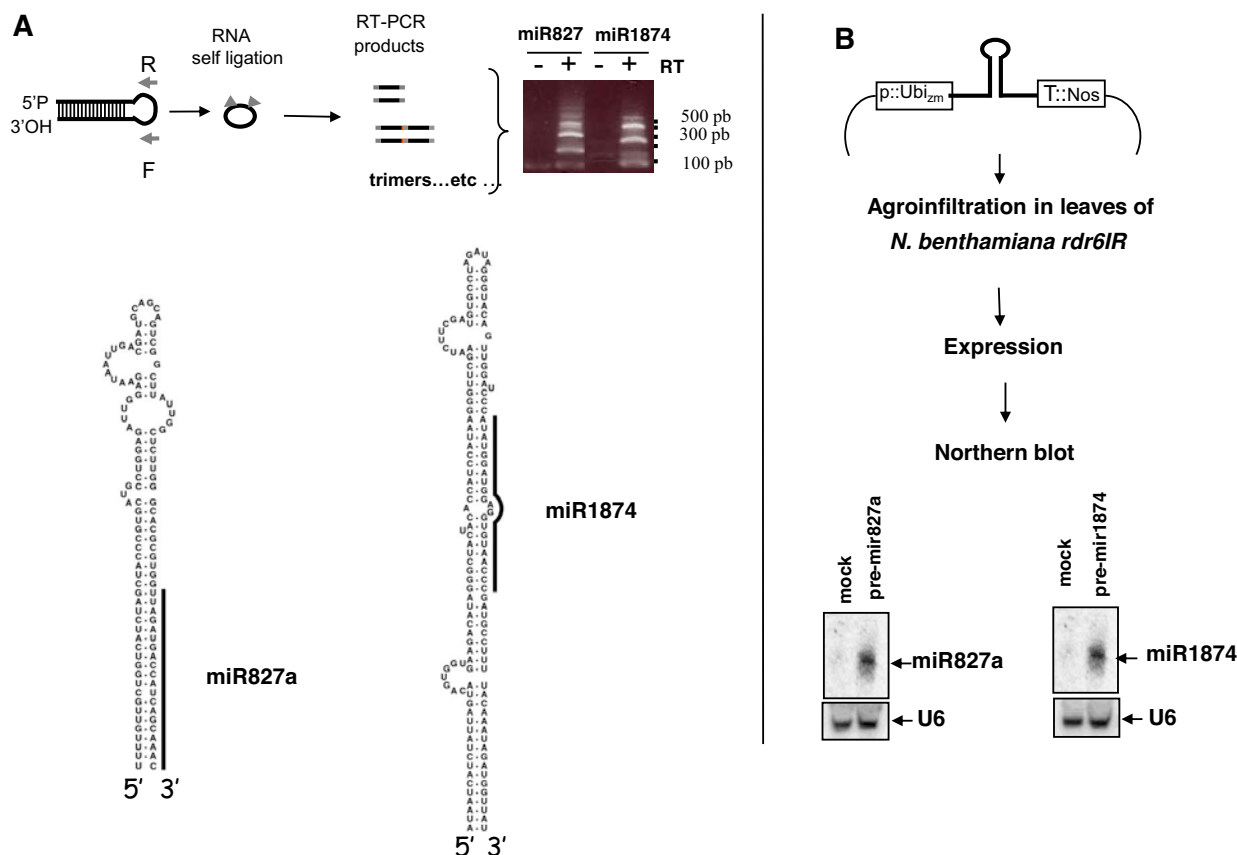 A
RNA
self ligation
RT-PCR
products
miR827 miR1874
- + - + RT
R
5'P
3'OH
F
500 pb
300 pb
100 pb
trimers...etc ...
miR827a
5' 3'
miR1874
5' 3'
B
p::Ubizm
T::Nos
Agroinfiltration in leaves of
N. benthamiana rdr6IR
Expression
Northern blot
mock
pre-mir827a
miR827a
U6
mock
pre-mir1874
miR1874
U6